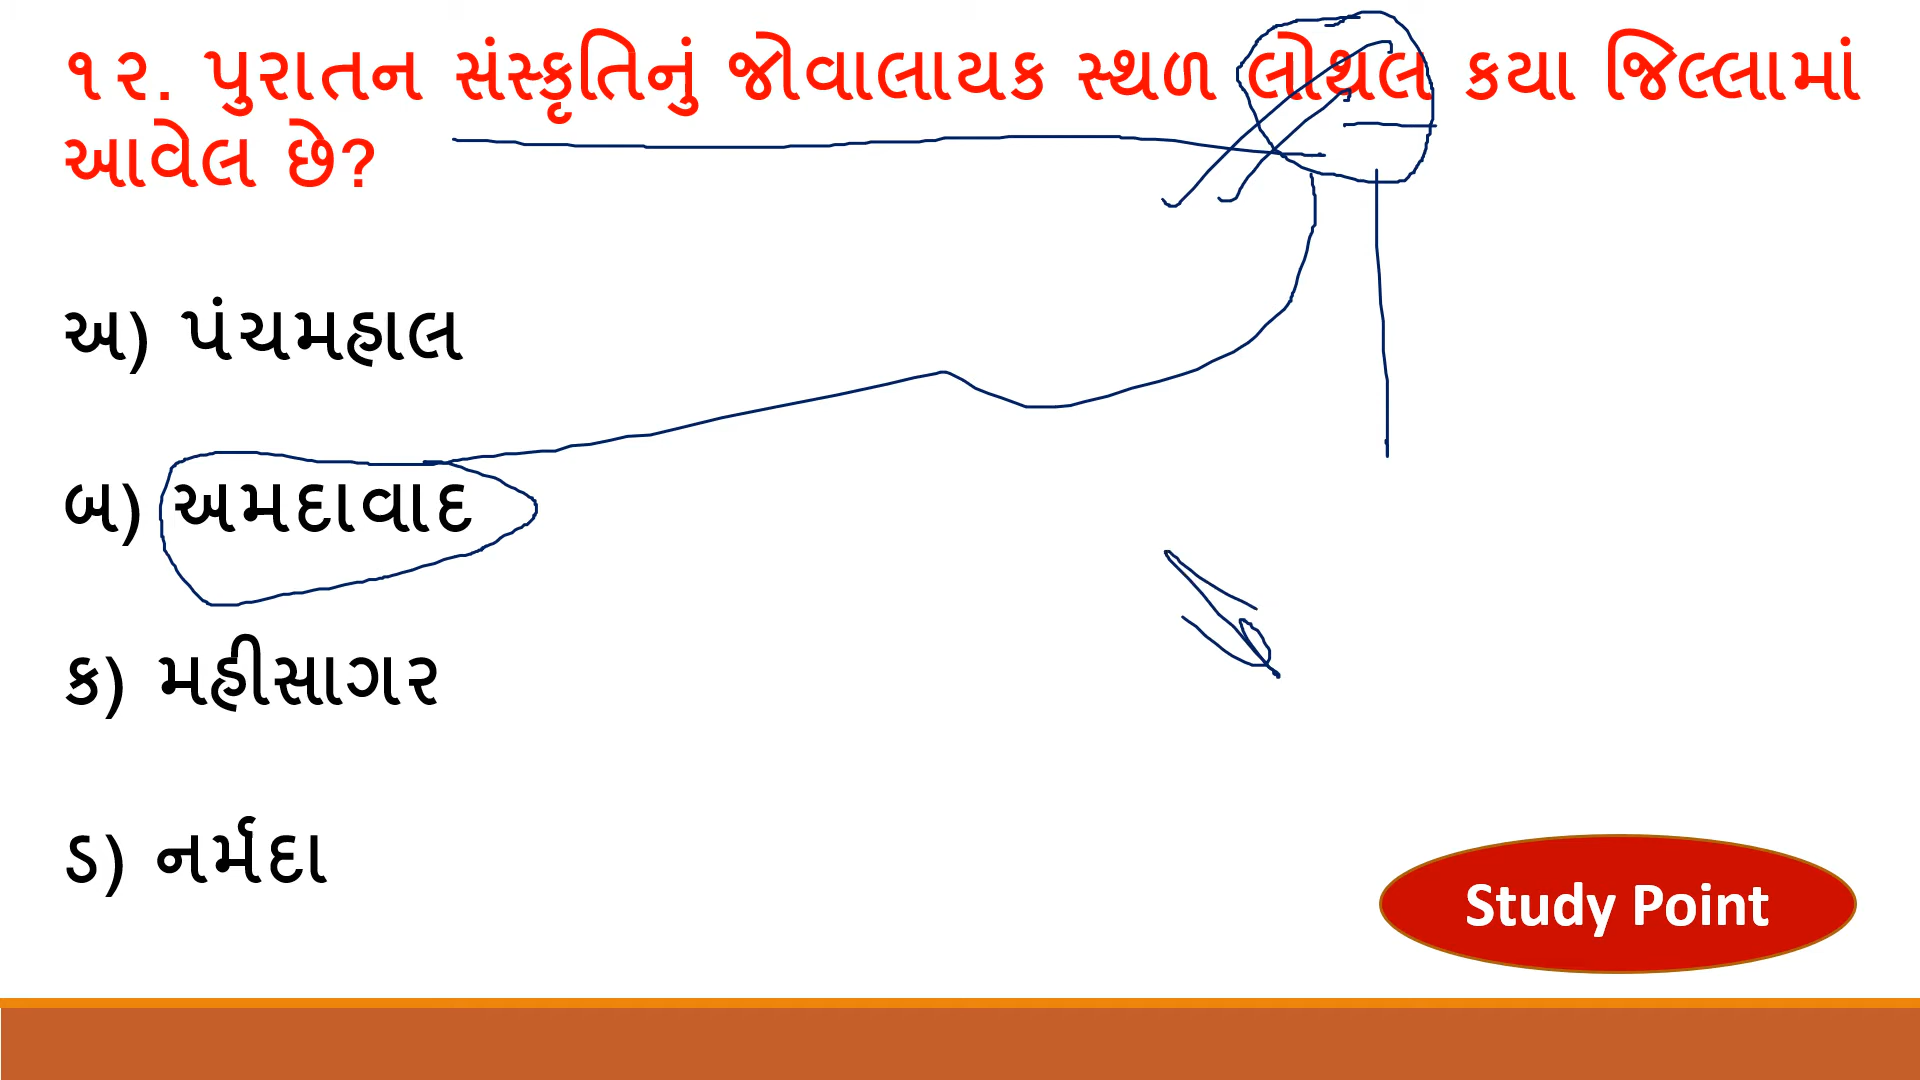 ૧૨. પુરાતન સંસ્કૃતિનું જોવાલાયક સ્થળ લોથલ કયા જિલ્લામાં
આવેલ છે?
અ) પંચમહાલ
બ) અમદાવાદ
ક) મહીસાગર
ડ) નર્મદા
Study Point